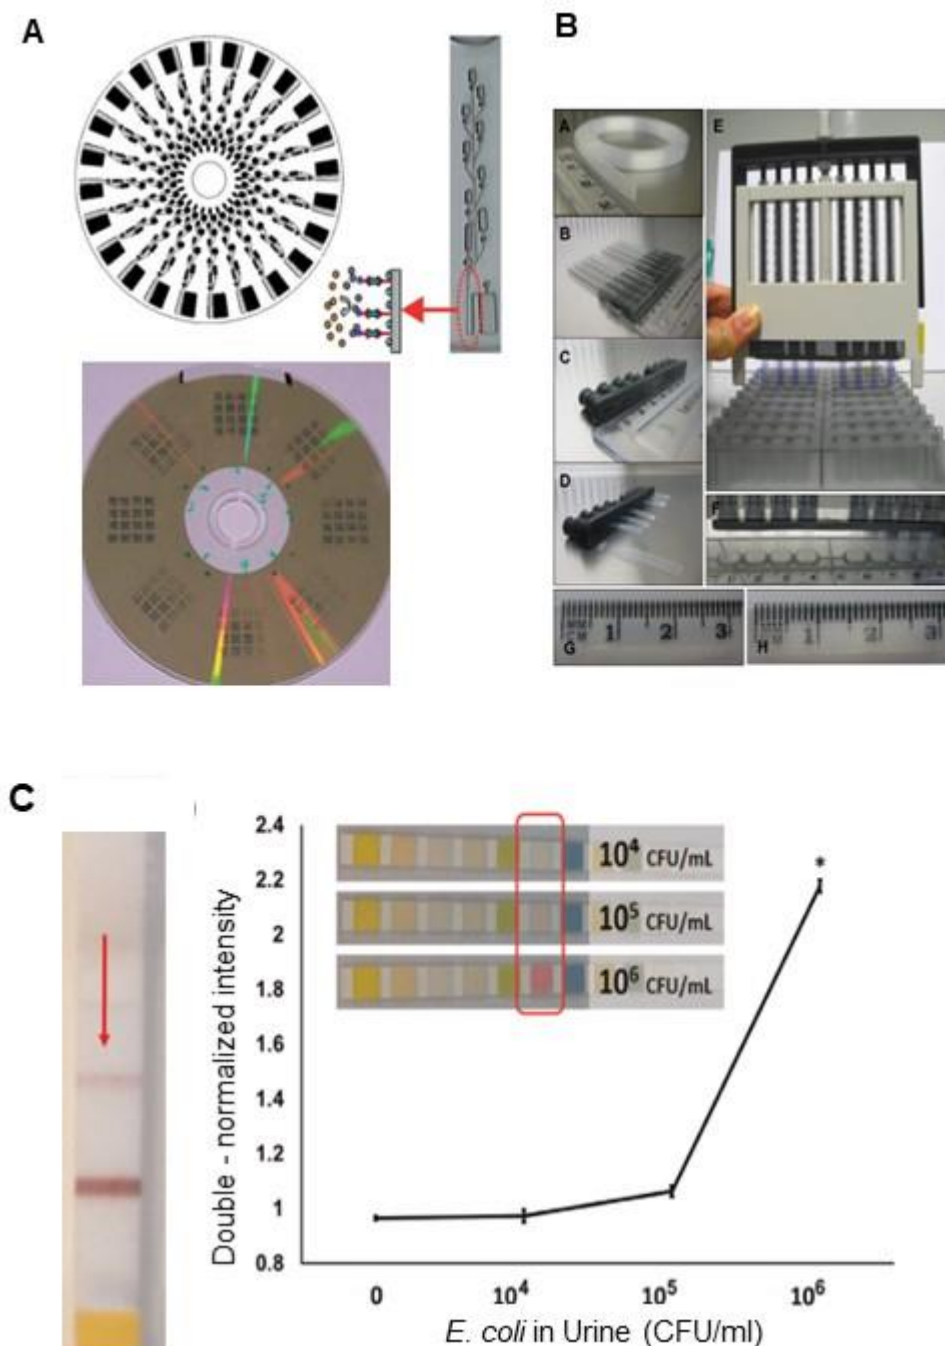 A
B
A
E
B
C
D
F
G
1
2
3
H
1
2
3
C
2.4
2.2
2
1.8
1.6
1.4
1.2
1
0.8
Double - normalized intensity
10⁴ CFU/mL
10⁵ CFU/mL
10⁶ CFU/mL
*
0
10⁴
10⁵
10⁶
E. coli in Urine (CFU/ml)